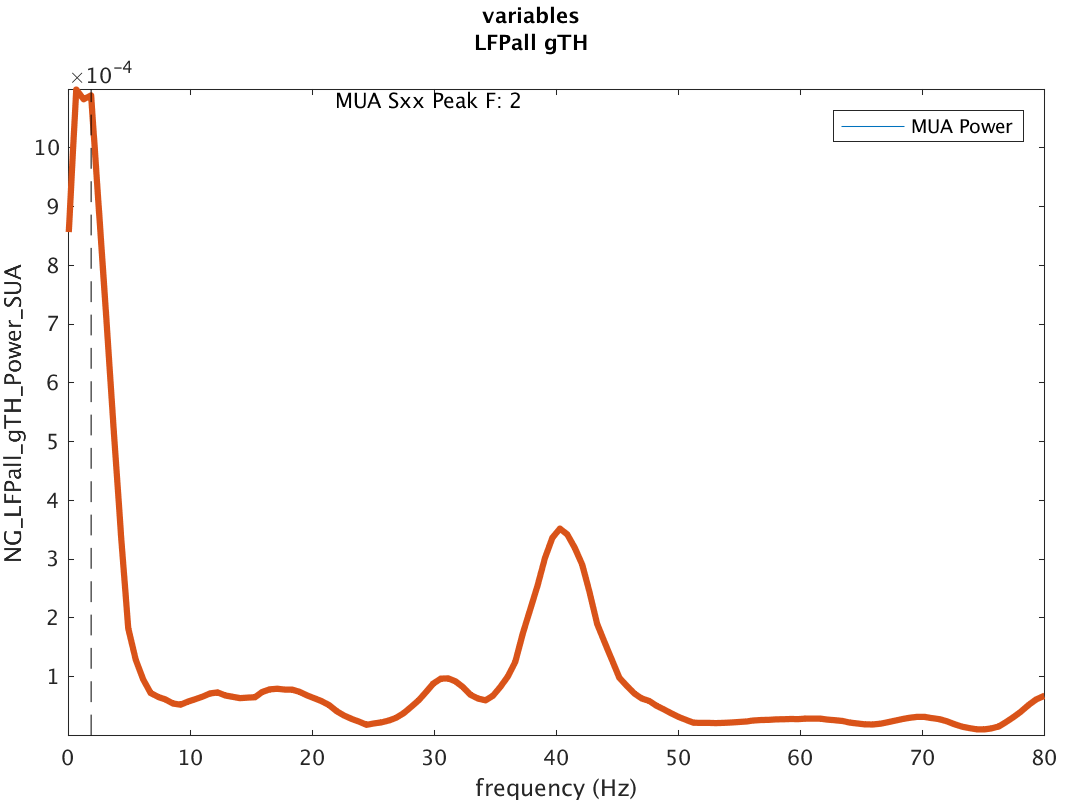 variables
LFPall gTH
×10⁻⁴
MUA Sxx Peak F: 2
MUA Power
10
9
8
7
6
5
4
3
2
1
NG_LFPall_gTH_Power_SUA
0 10 20 30 40 50 60 70 80
frequency (Hz)